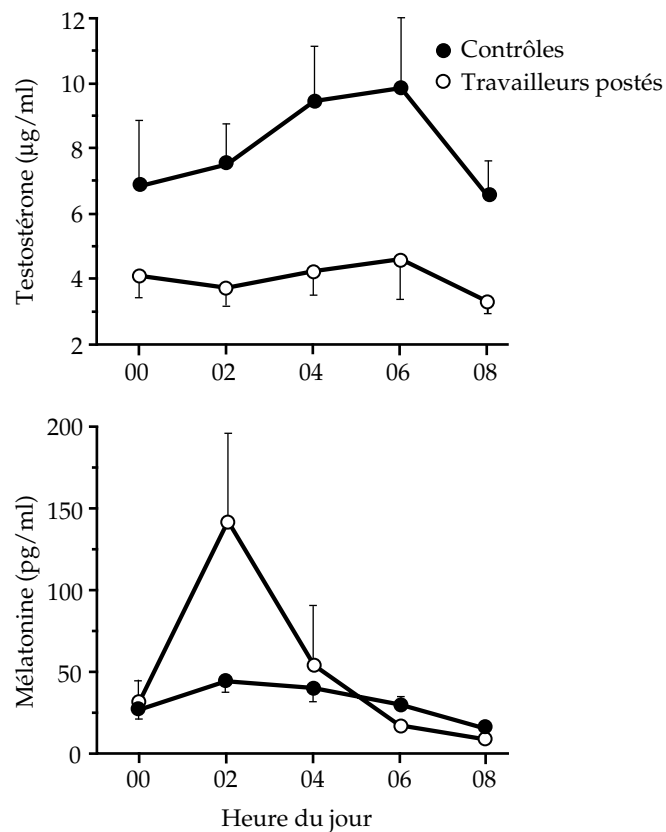 12
10
8
6
4
2
Testostérone (µg/ml)
Contrôles
Travailleurs postés
00 02 04 06 08
200
150
100
50
0
Mélatonine (pg/ml)
00 02 04 06 08
Heure du jour